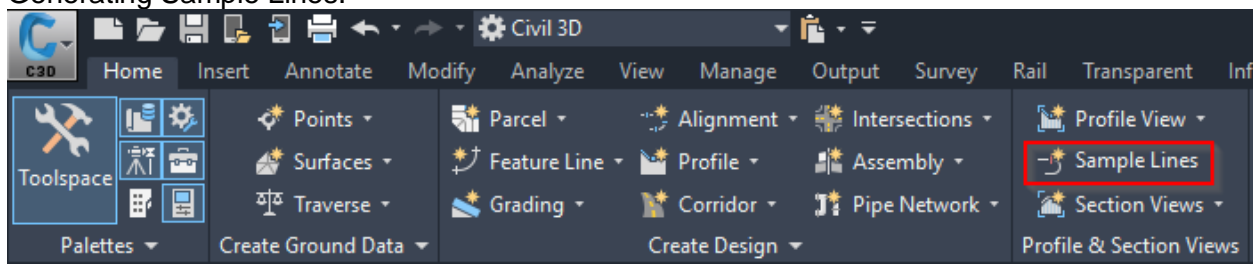 Generating Sample Lines:
C3D
Civil 3D
Home Insert Annotate Modify Analyze View Manage Output Survey Rail Transparent Inf
Toolspace
Points
Surfaces
Traverse
Parcel Alignment Intersections
Feature Line Profile Assembly
Grading Corridor Pipe Network
Profile View
Sample Lines
Section Views
Palettes Create Ground Data Create Design Profile & Section Views